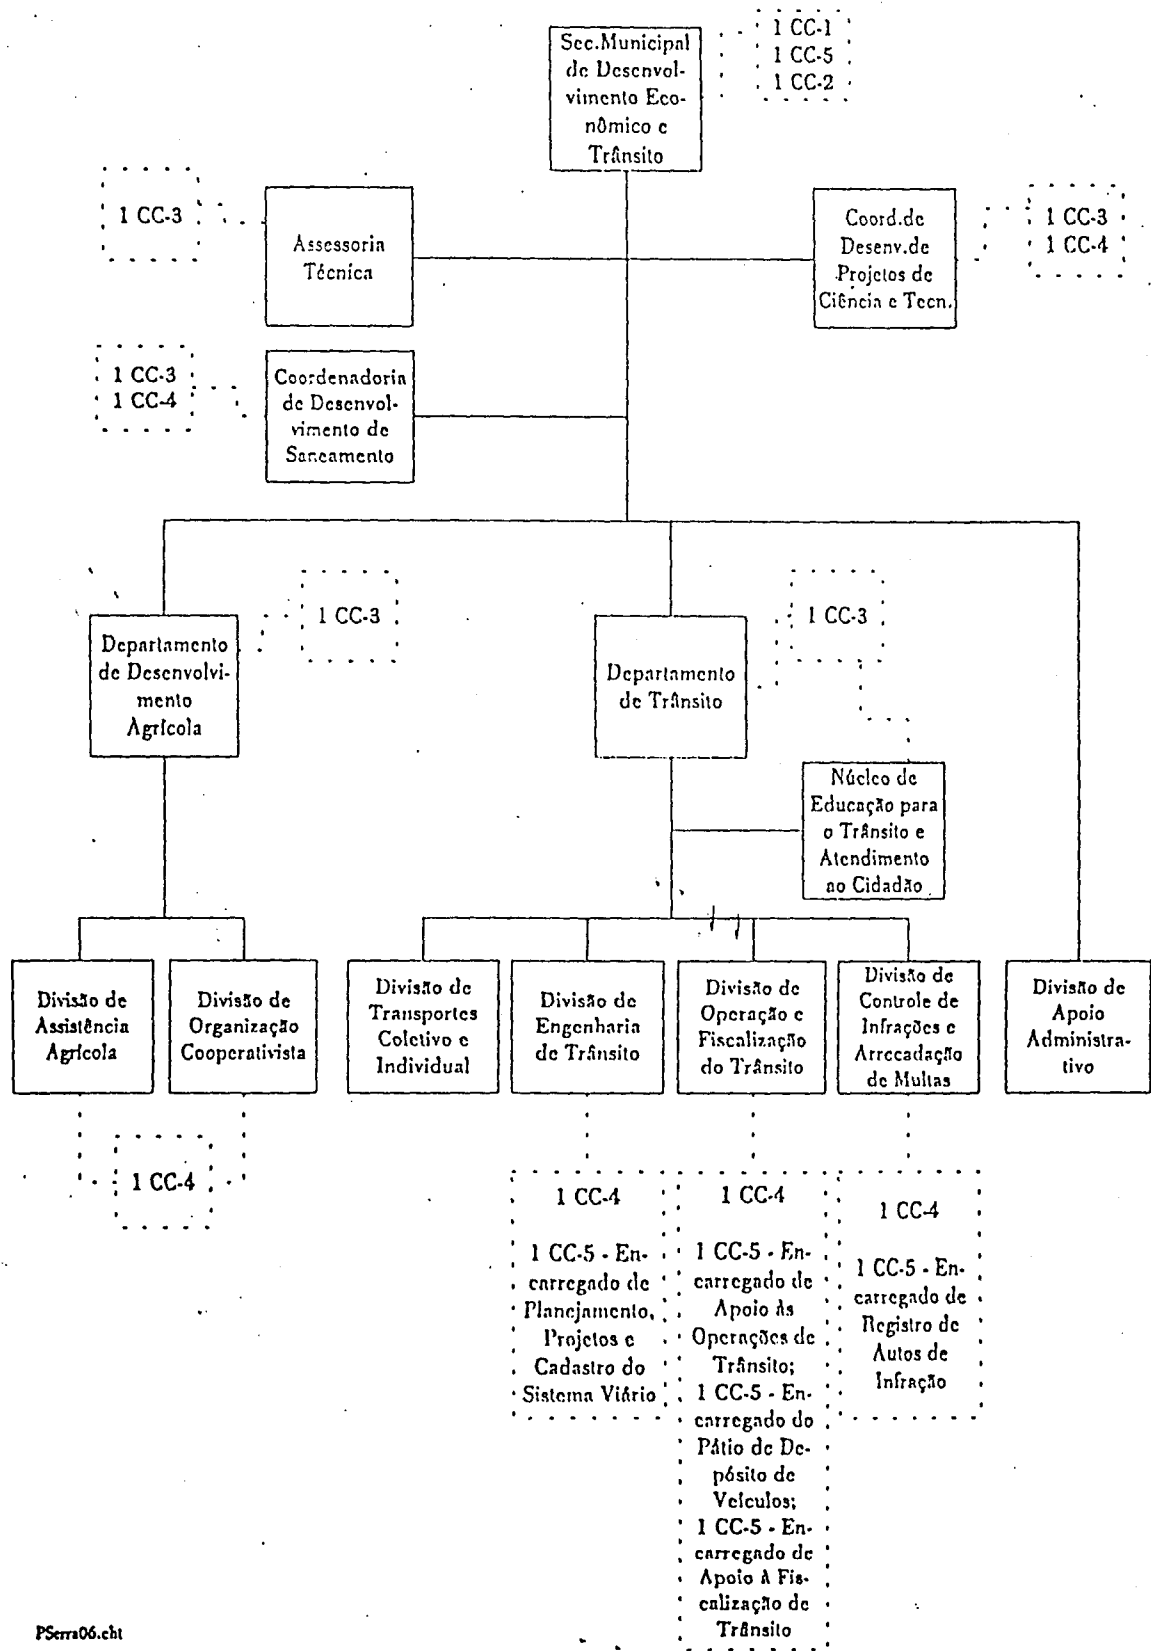 Sec.Municipal
de Desenvol-
vimento Eco-
nômico e
Trânsito
1 CC-1
1 CC-5
1 CC-2
1 CC-3
Assessoria
Técnica
Coord.de
Desenv.de
Projetos de
Ciência e Tecn.
1 CC-3
1 CC-4
1 CC-3
1 CC-4
Coordenadoria
de Desenvol-
vimento de
Saneamento
Departamento
de Desenvolvi-
mento
Agrícola
1 CC-3
Departamento
de Trânsito
1 CC-3
Núcleo de
Educação para
o Trânsito e
Atendimento
ao Cidadão
Divisão de
Assistência
Agrícola
Divisão de
Organização
Cooperativista
Divisão de
Transportes
Coletivo e
Individual
Divisão de
Engenharia
de Trânsito
Divisão de
Operação e
Fiscalização
do Trânsito
Divisão de
Controle de
Infrações e
Arrecadação
de Multas
Divisão de
Apoio
Administra-
tivo
1 CC-4
1 CC-4
1 CC-5 - En-
carregado de
Planejamento,
Projetos e
Cadastro do
Sistema Viário
1 CC-4
1 CC-5 - En-
carregado de
Apoio às
Operações de
Trânsito;
1 CC-5 - En-
carregado do
Pátio de De-
pósito de
Veículos;
1 CC-5 - En-
carregado de
Apoio à Fis-
calização de
Trânsito
1 CC-4
1 CC-5 - En-
carregado de
Registro de
Autos de
Infração
PSerra06.cht